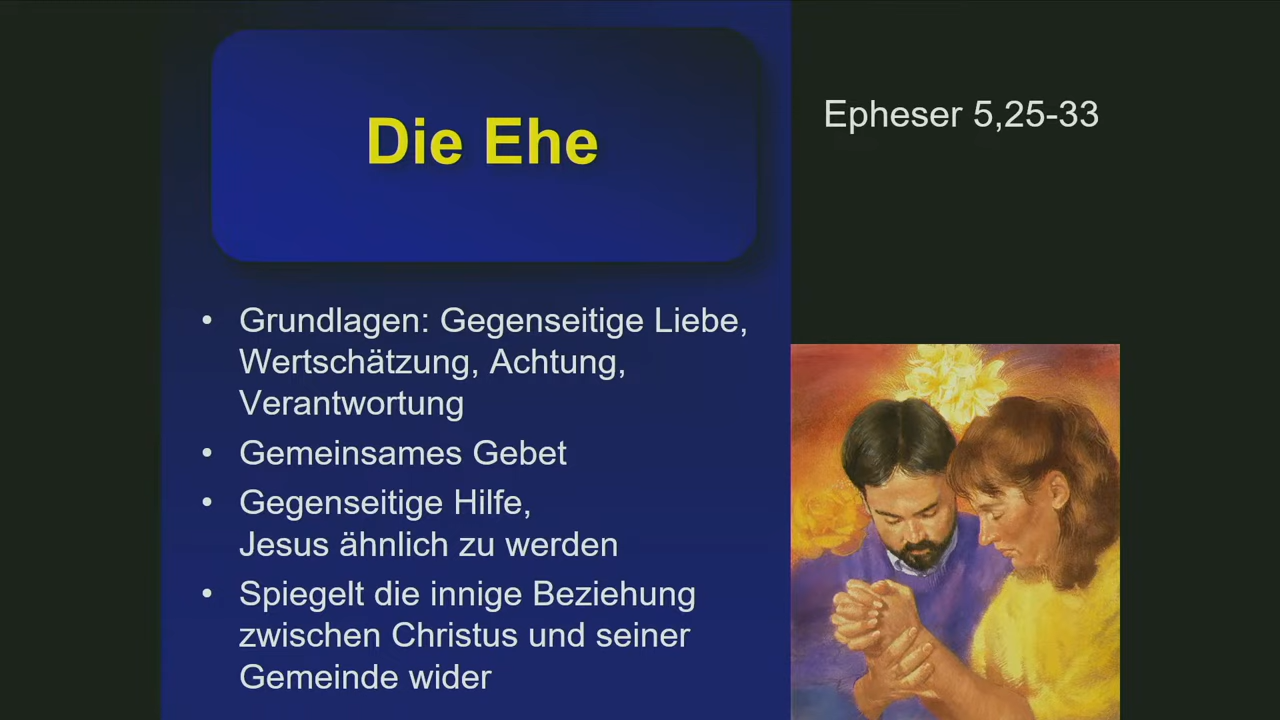 Die Ehe
Epheser 5,25-33
• Grundlagen: Gegenseitige Liebe,
Wertschätzung, Achtung,
Verantwortung
• Gemeinsames Gebet
• Gegenseitige Hilfe,
Jesus ähnlich zu werden
• Spiegelt die innige Beziehung
zwischen Christus und seiner
Gemeinde wider